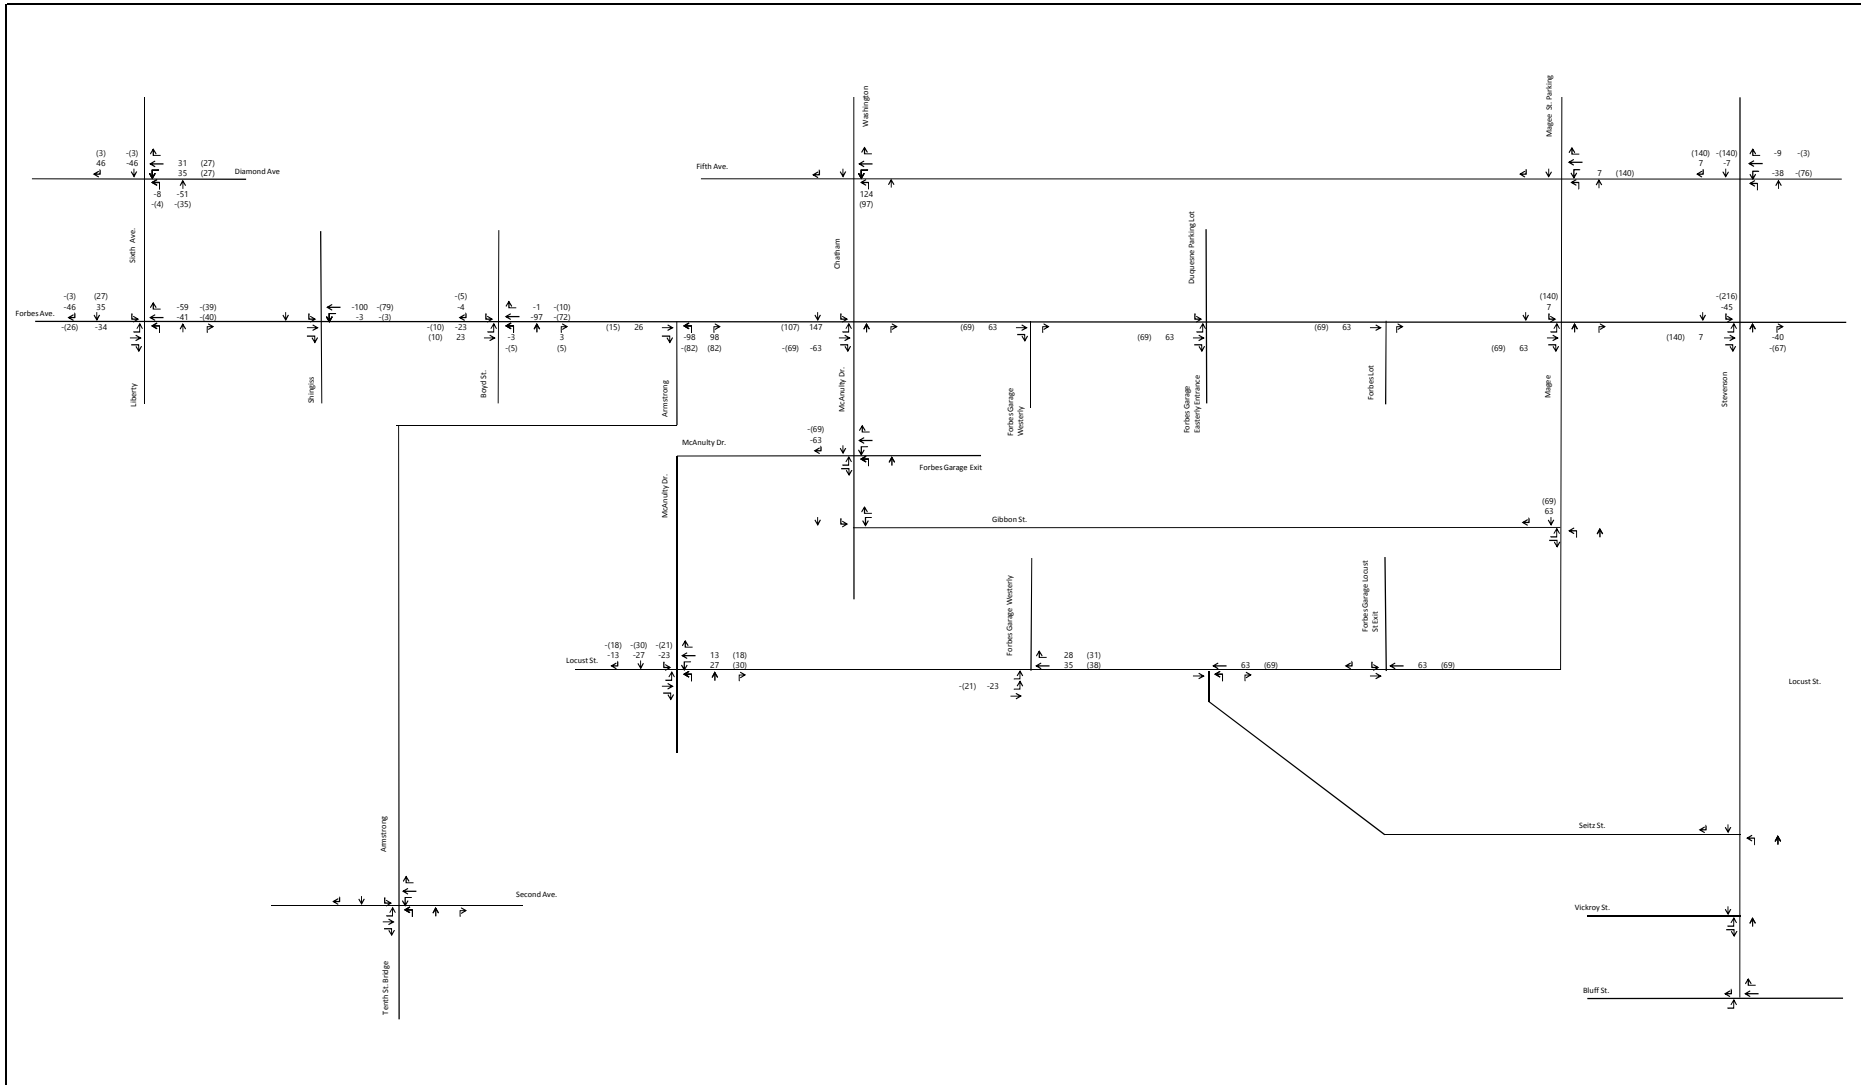 Magee St. Parking
Washington
(3) -(3)
46 -46 31 (27)
35 (27)
Diamond Ave
-8 -51
-(4) -(35)
Fifth Ave.
124
(97)
7 (140)
(140) -(140) -9 -(3)
7 -7
-38 -(76)
Sixth Ave.
Chatham
Duquesne Parking Lot
-(3) (27)
-46 35 -59 -(39)
-41 -(40)
Forbes Ave.
-(26) -34
-100 -(79)
-3 -(3)
-(5)
-4 -1 -(10)
-97 -(72)
-(10) -23
(10) 23 -3 3
-(5) (5)
(15) 26
-98 98
-(82) (82)
(107) 147
-(69) -63
(69) 63
(69) 63
(69) 63
(140)
7
(69) 63
-(216)
-45
(140) 7 -40
-(67)
Liberty
Shingiss
Boyd St.
Armstrong
McAnulty Dr.
Forbes Garage
Westerly
Forbes Garage
Easterly Entrance
Forbes Lot
Magee
Stevenson
McAnulty Dr.
-(69)
-63
Forbes Garage Exit
McAnulty Dr.
Gibbon St.
(69)
63
Forbes Garage Westerly
Forbes Garage Locust
St Exit
Locust St.
-(18) -(30) -(21)
-13 -27 -23 13 (18)
27 (30)
-(21) -23
28 (31)
35 (38)
63 (69)
63 (69)
Locust St.
Armstrong
Seitz St.
Second Ave.
Vickroy St.
Tenth St. Bridge
Bluff St.